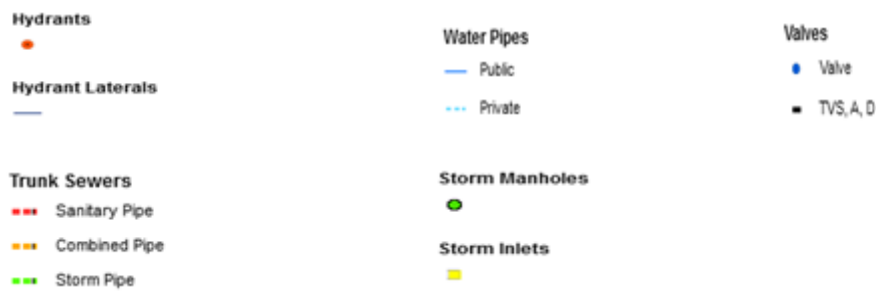 Hydrants
Hydrant Laterals
Water Pipes
Public
Private
Valves
Valve
TVS, A, D
Trunk Sewers
Sanitary Pipe
Combined Pipe
Storm Pipe
Storm Manholes
Storm Inlets